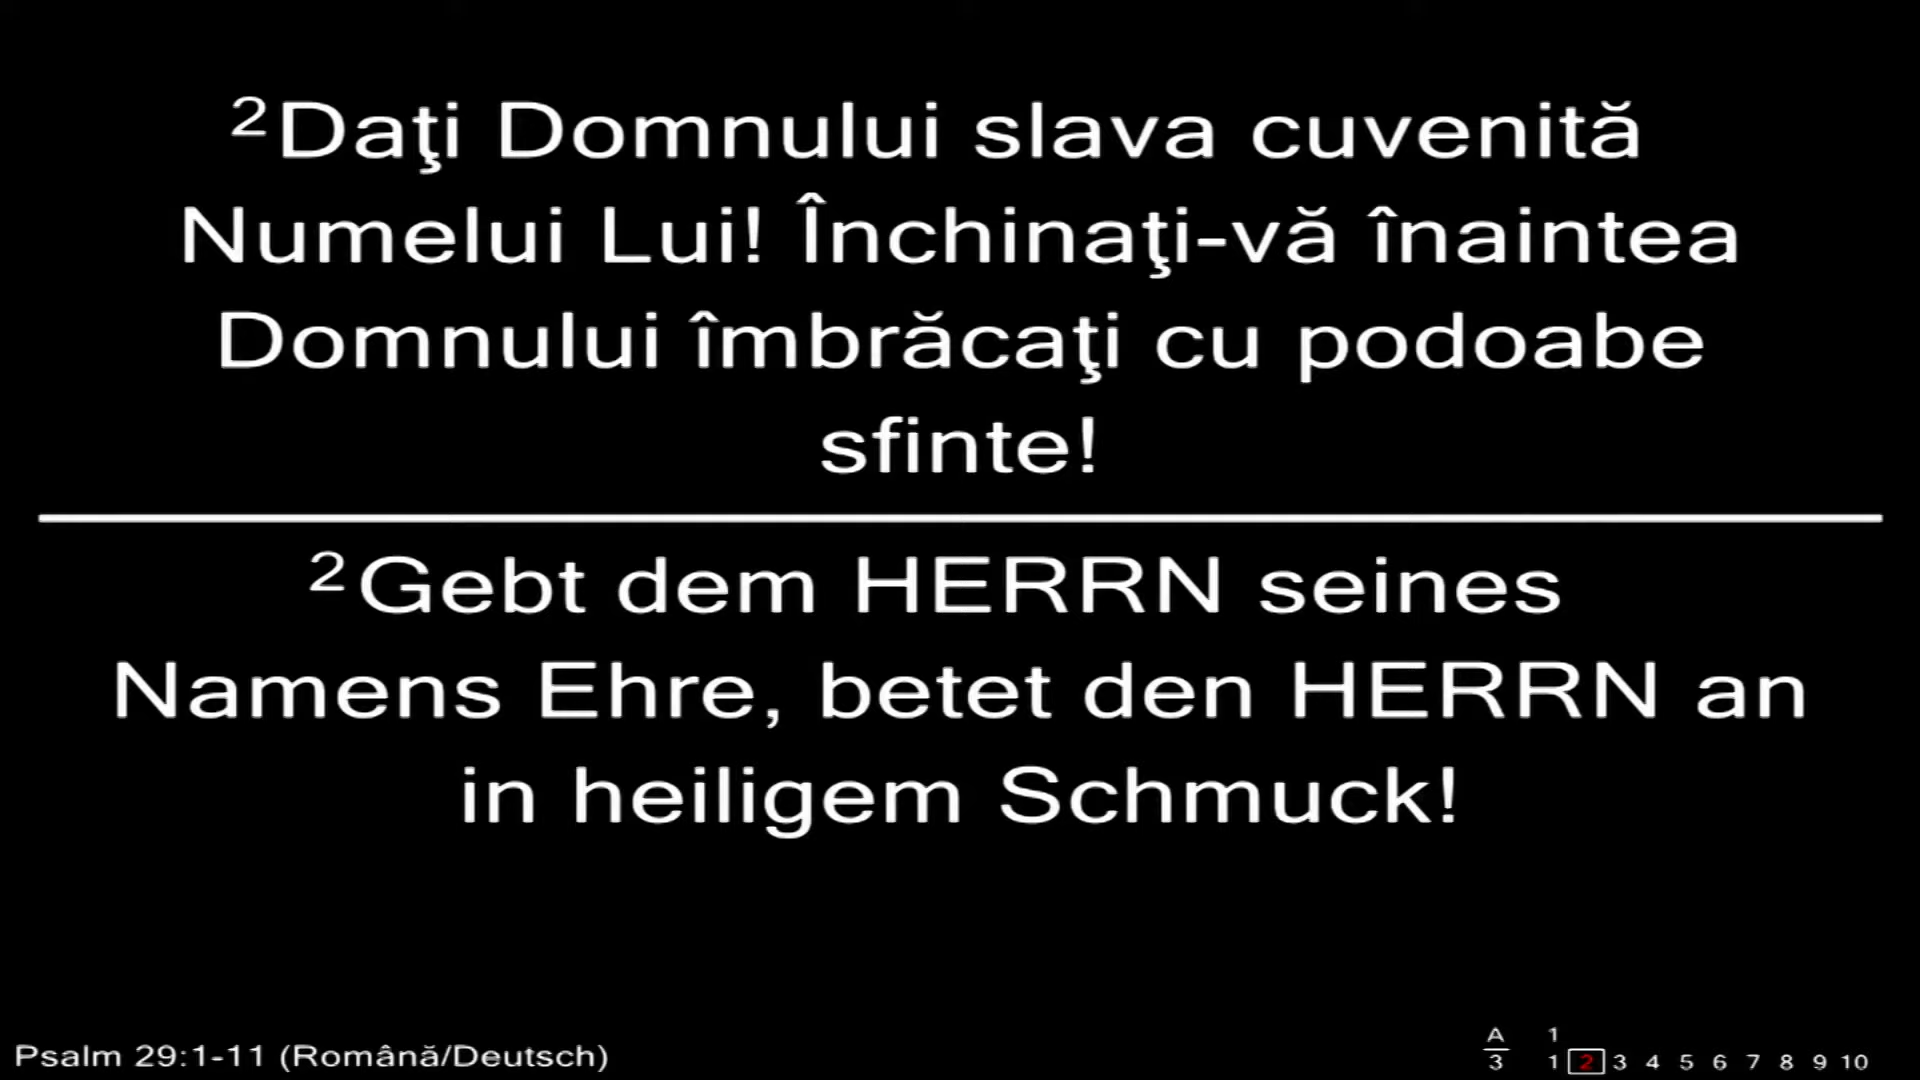 ²Daţi Domnului slava cuvenită
Numelui Lui! Închinaţi-vă înaintea
Domnului îmbrăcaţi cu podoabe
sfinte!
²Gebt dem HERRN seines
Namens Ehre, betet den HERRN an
in heiligem Schmuck!
Psalm 29:1-11 (Română/Deutsch)
A 1
3 1 2 3 4 5 6 7 8 9 10